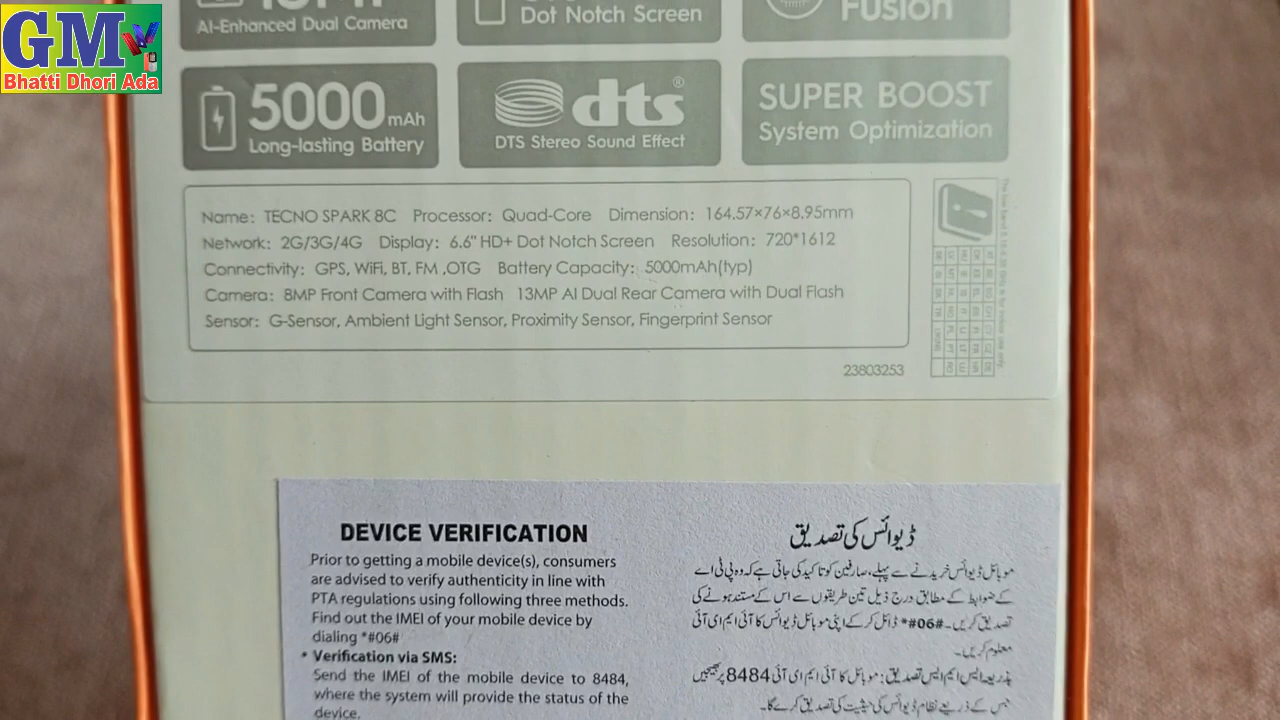 GM
Bhatti Dhori Ada
AI-Enhanced Dual Camera
Dot Notch Screen
Fusion
5000mAh
Long-lasting Battery
dts®
DTS Stereo Sound Effect
SUPER BOOST
System Optimization
Name: TECNO SPARK 8C Processor: Quad-Core Dimension: 164.57×76×8.95mm
Network: 2G/3G/4G Display: 6.6" HD+ Dot Notch Screen Resolution: 720*1612
Connectivity: GPS, WiFi, BT, FM ,OTG Battery Capacity: 5000mAh(typ)
Camera: 8MP Front Camera with Flash 13MP AI Dual Rear Camera with Dual Flash
Sensor: G-Sensor, Ambient Light Sensor, Proximity Sensor, Fingerprint Sensor
23803253
DEVICE VERIFICATION
Prior to getting a mobile device(s), consumers
are advised to verify authenticity in line with
PTA regulations using following three methods.
Find out the IMEI of your mobile device by
dialing *#06#
* Verification via SMS:
Send the IMEI of the mobile device to 8484,
where the system will provide the status of the
device.
ڈیوائس کی تصدیق
موبائل ڈیوائس خریدنے سے پہلے، صارفین کو تاکید کی جاتی ہے کہ وہ پی ٹی اے
کے ضوابط کے مطابق درج ذیل تین طریقوں سے اس کے مستند ہونے کی
تصدیق کریں۔ #06#* ڈائل کر کے اپنی موبائل ڈیوائس کا آئی ایم ای آئی
معلوم کریں۔
بذریعہ ایس ایم ایس تصدیق: موبائل کا آئی ایم ای آئی 8484 پر بھیجیں
جس کے ذریعے نظام ڈیوائس کی حیثیت کی تصدیق کرے گا۔